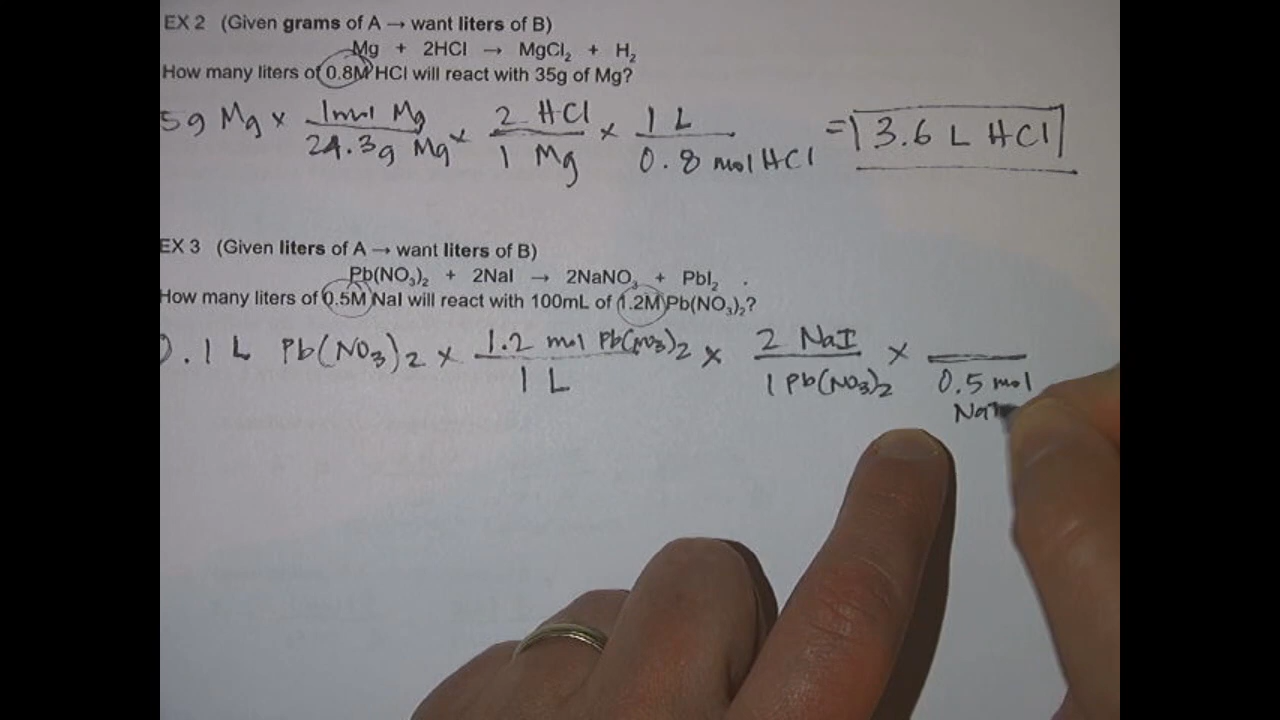 EX 2 (Given grams of A → want liters of B)
Mg + 2HCl → MgCl₂ + H₂
How many liters of 0.8M HCl will react with 35g of Mg?
5g Mg × 1 mol Mg / 24.3g Mg × 2 HCl / 1 Mg × 1 L / 0.8 mol HCl = 3.6 L HCl
EX 3 (Given liters of A → want liters of B)
Pb(NO₃)₂ + 2NaI → 2NaNO₃ + PbI₂ .
How many liters of 0.5M NaI will react with 100mL of 1.2M Pb(NO₃)₂?
.1 L Pb(NO₃)₂ × 1.2 mol Pb(NO₃)₂ / 1 L × 2 NaI / 1 Pb(NO₃)₂ × / 0.5 mol